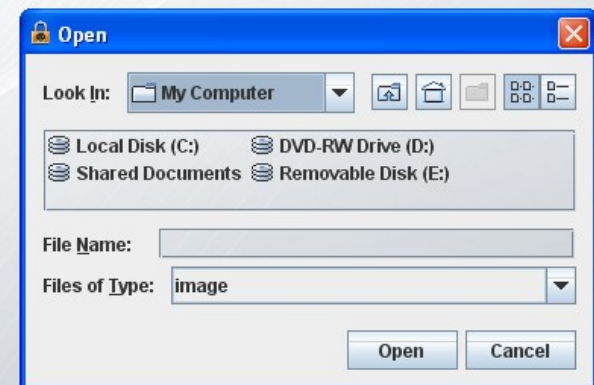 Open
Look In: My Computer
Local Disk (C:) DVD-RW Drive (D:)
Shared Documents Removable Disk (E:)
File Name:
Files of Type: image
Open Cancel